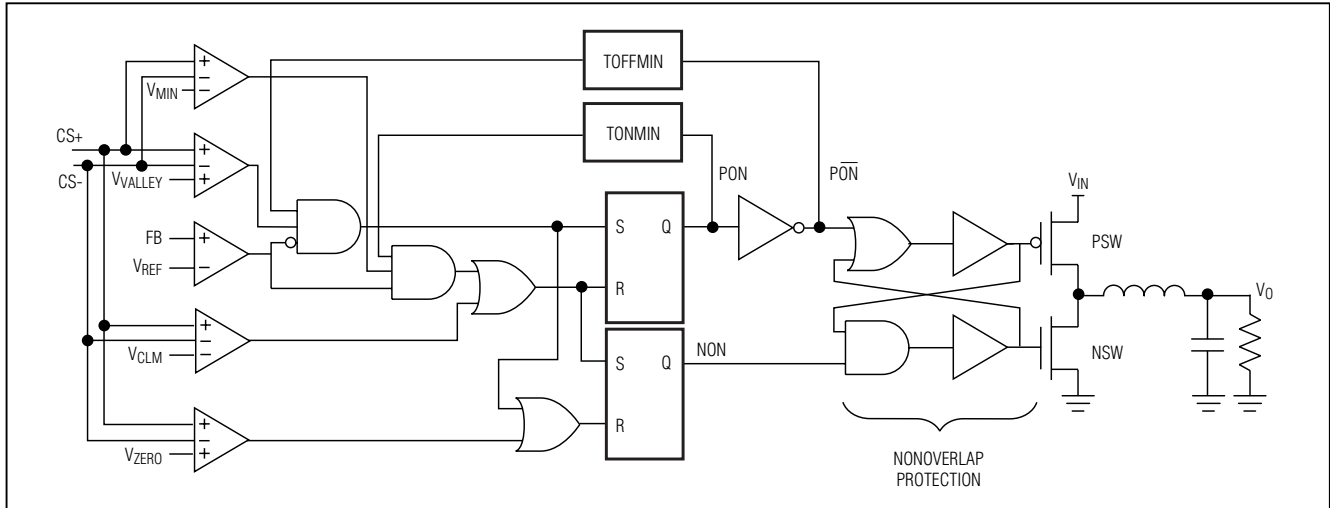 TOFFMIN
+
−
VMIN −
TONMIN
CS+
CS-
+
−
VVALLEY +
PON
PON̅
VIN
FB +
VREF −
S Q
R
PSW
VO
+
−
VCLM −
NON
S Q
R
NSW
+
−
VZERO +
NONOVERLAP
PROTECTION